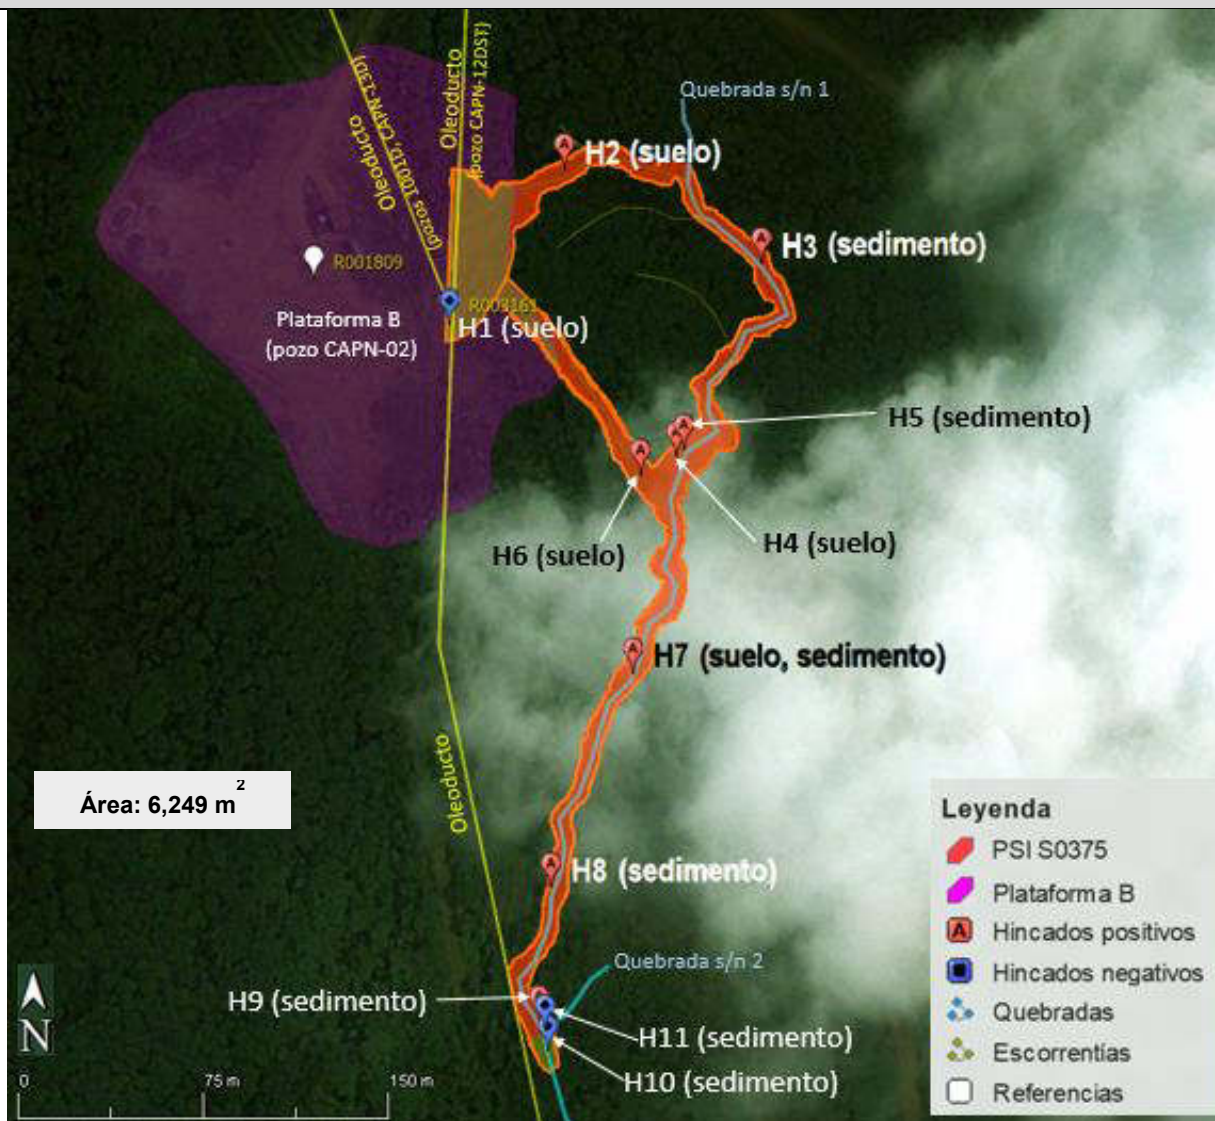 Quebrada s/n 1
Oleoducto
(pozos 1001D, CAPN-13D)
Oleoducto
(pozo CAPN-12DST)
H2 (suelo)
H3 (sedimento)
R001809
R003161
H1 (suelo)
Plataforma B
(pozo CAPN-02)
H5 (sedimento)
H4 (suelo)
H6 (suelo)
H7 (suelo, sedimento)
Oleoducto
Área: 6,249 m²
H8 (sedimento)
Quebrada s/n 2
H9 (sedimento)
H11 (sedimento)
H10 (sedimento)
N
0 75 m 150 m
Leyenda
PSI S0375
Plataforma B
A Hincados positivos
Hincados negativos
Quebradas
Escorrentías
Referencias